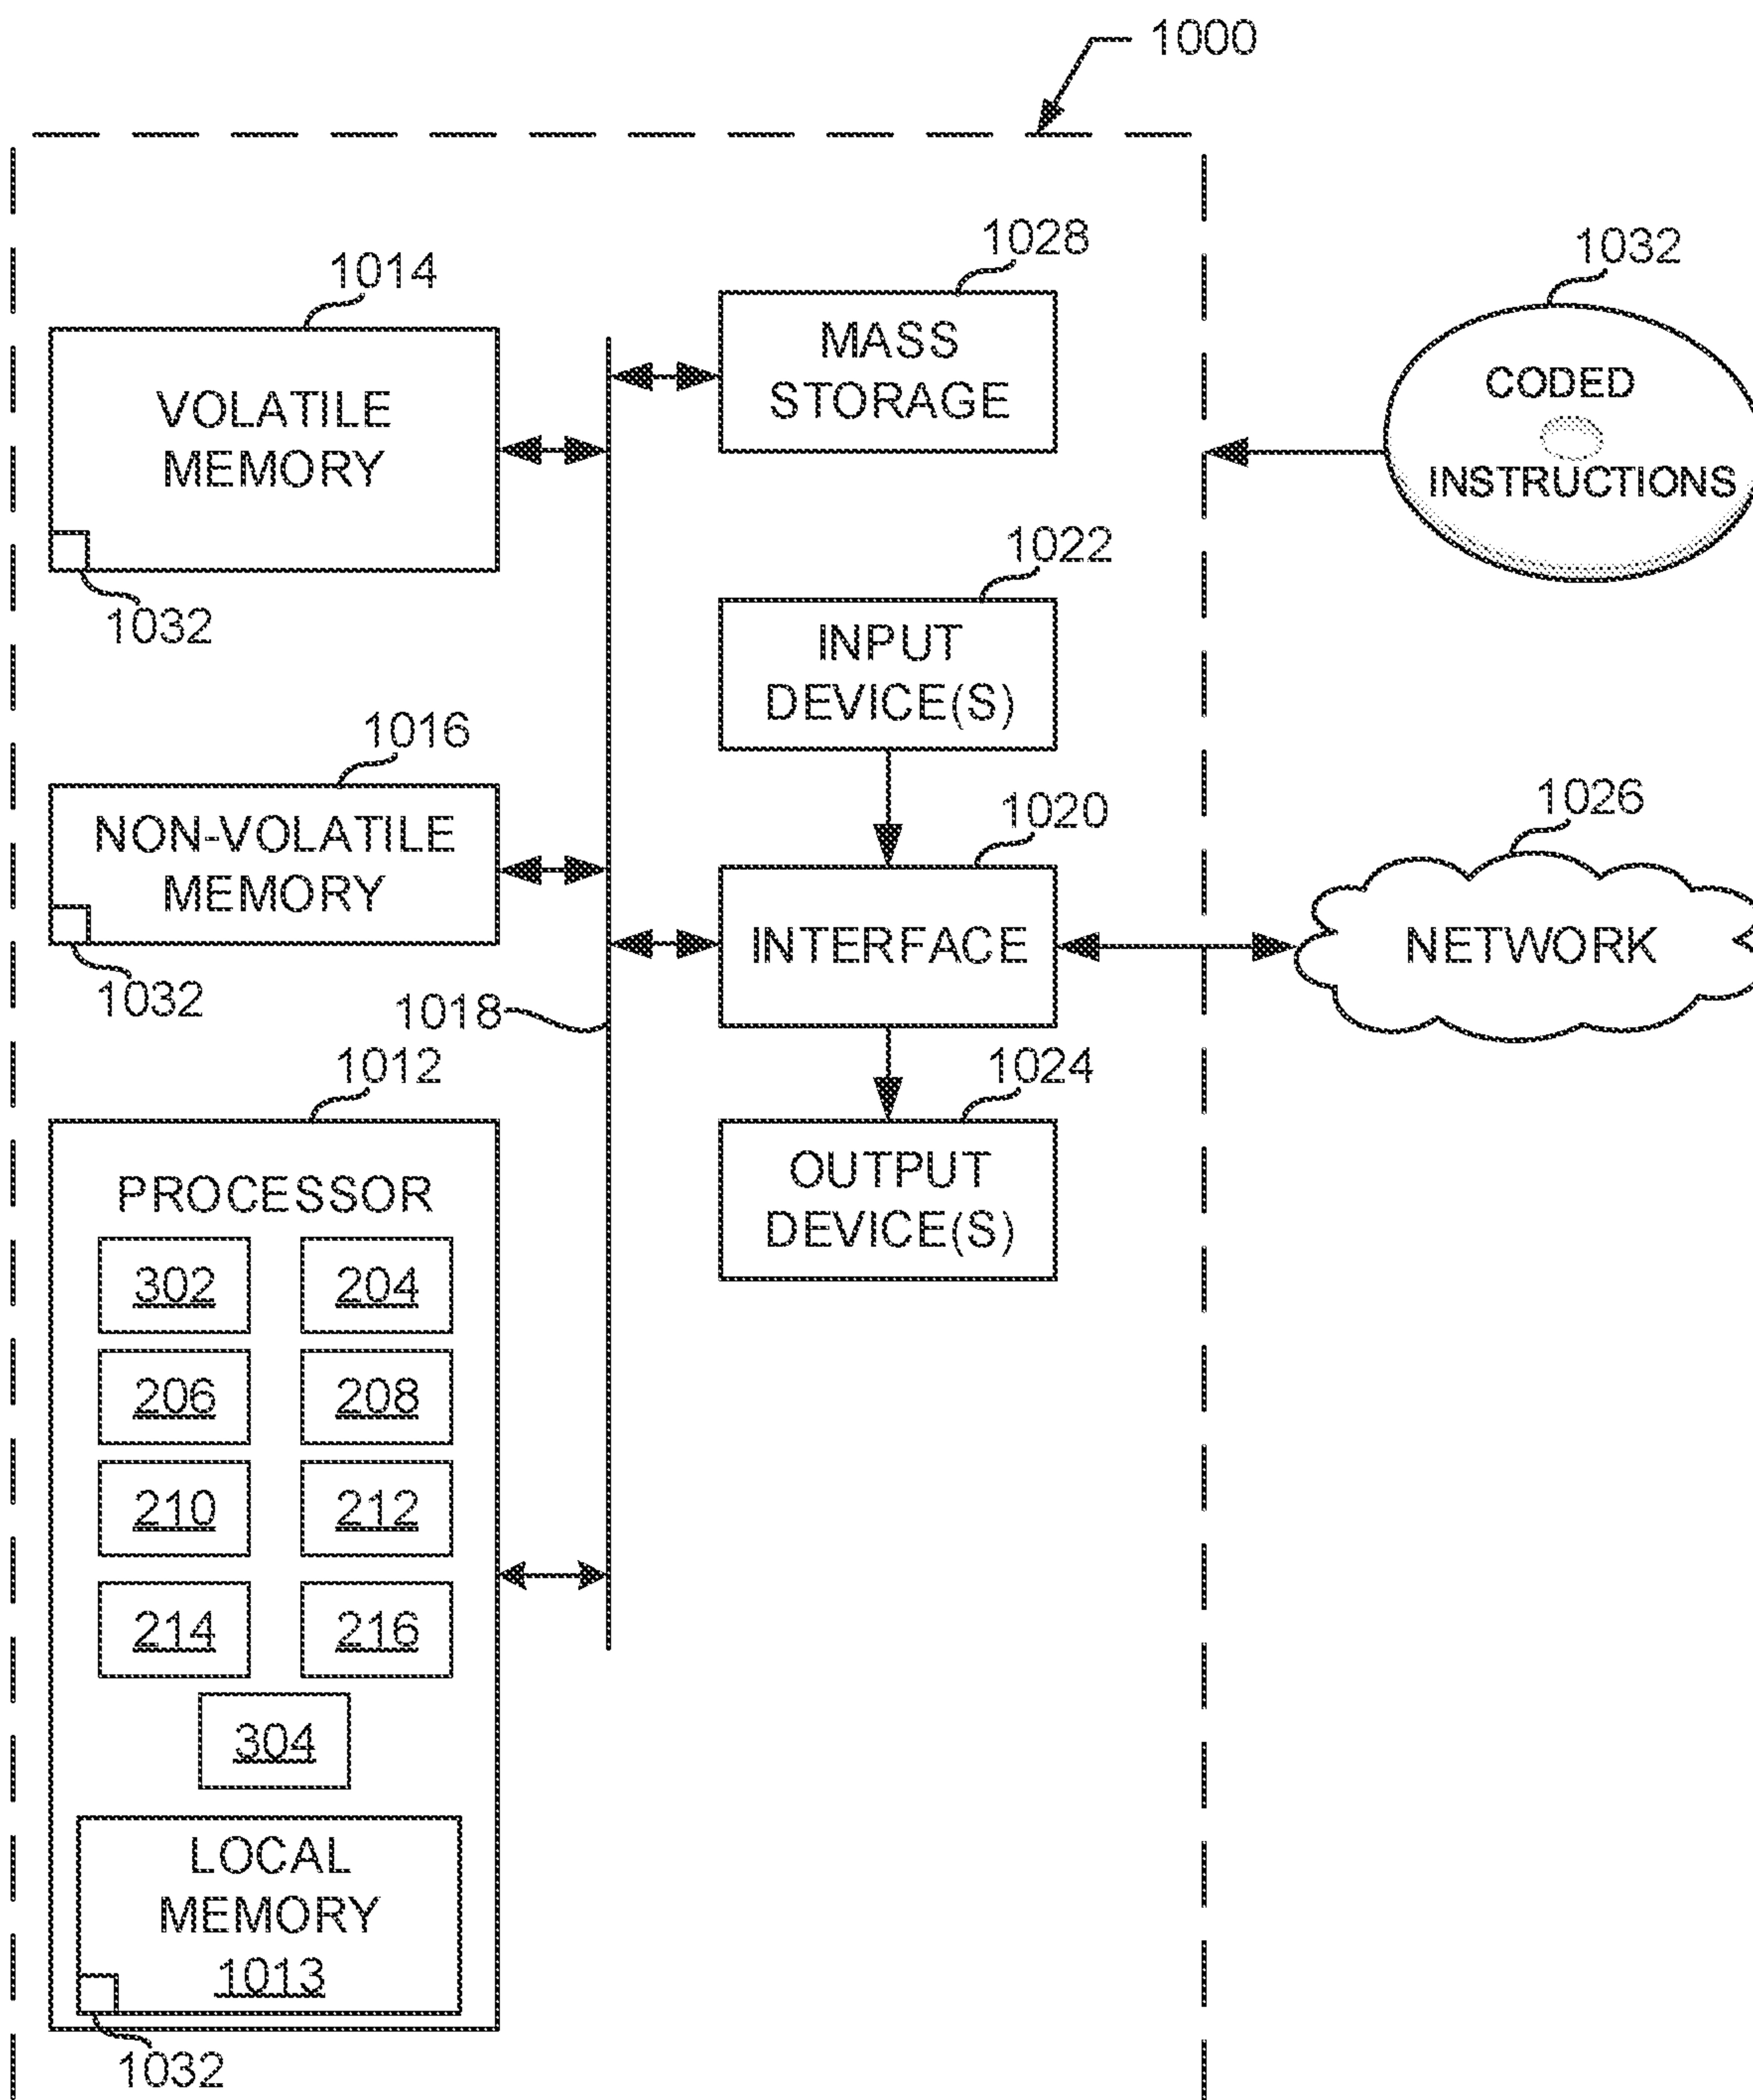 1000
1014
VOLATILE
MEMORY
1032
1028
MASS
STORAGE
1032
CODED
INSTRUCTIONS
1022
INPUT
DEVICE(S)
1016
NON-VOLATILE
MEMORY
1032
1018
1020
INTERFACE
1026
NETWORK
1024
OUTPUT
DEVICE(S)
1012
PROCESSOR
302 204
206 208
210 212
214 216
304
LOCAL
MEMORY
1013
1032